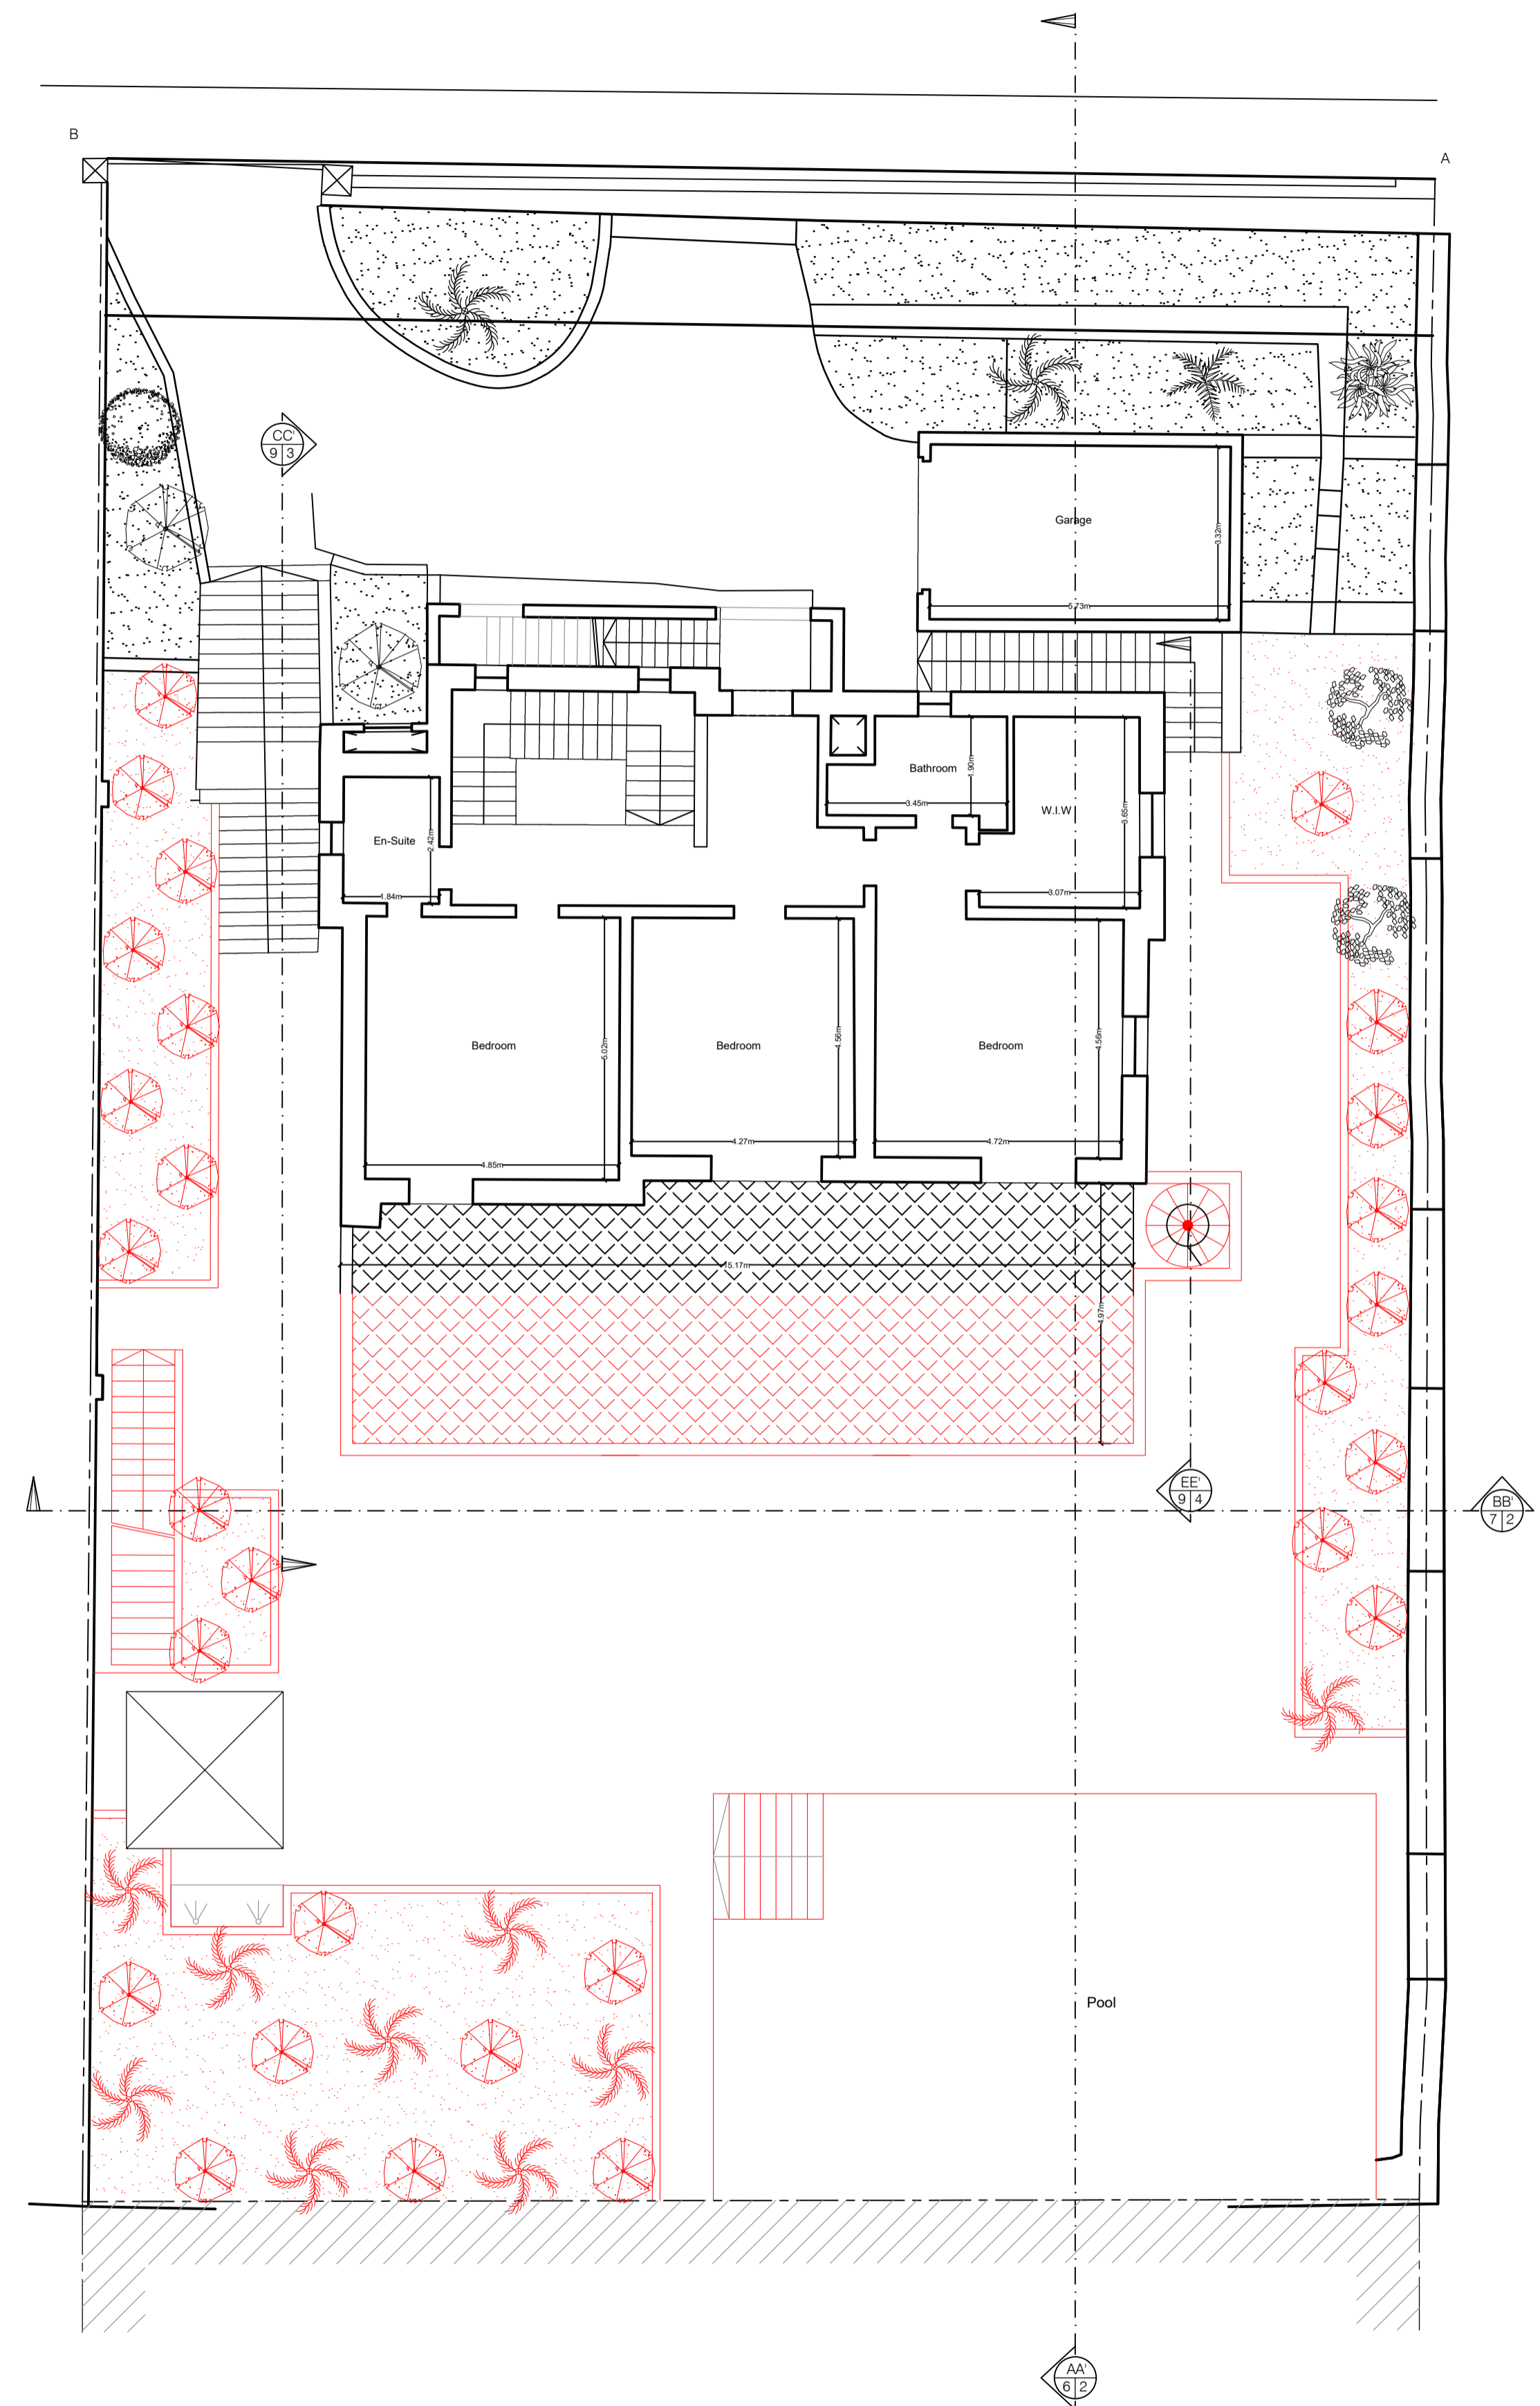 B
A
CC'
9 3
Garage
3.32m
5.73m
Bathroom
1.90m
3.45m
W.I.W
3.65m
3.07m
En-Suite
2.42m
1.84m
Bedroom
5.02m
4.85m
Bedroom
4.56m
4.27m
Bedroom
4.56m
4.72m
15.17m
4.97m
EE'
9 4
BB'
7 2
Pool
AA'
6 2